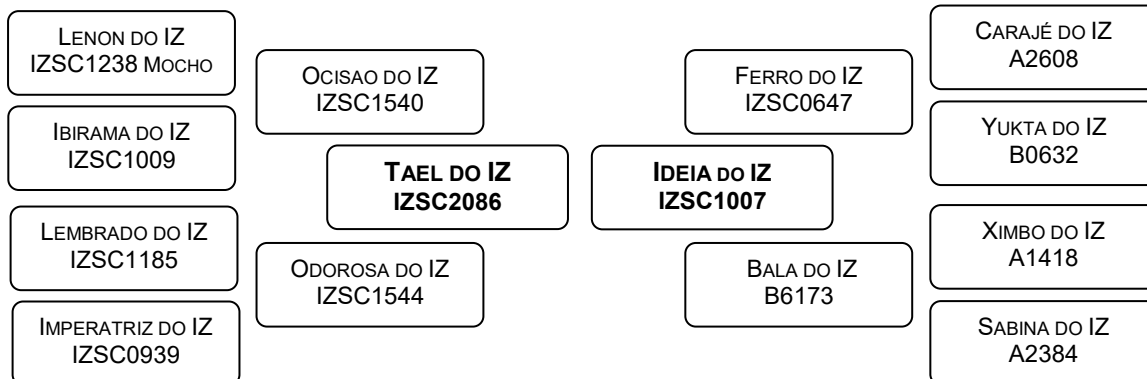 LENON DO IZ
IZSC1238 MOCHO
IBIRAMA DO IZ
IZSC1009
LEMBRADO DO IZ
IZSC1185
IMPERATRIZ DO IZ
IZSC0939
OCISAO DO IZ
IZSC1540
ODOROSA DO IZ
IZSC1544
TAEL DO IZ
IZSC2086
IDEIA DO IZ
IZSC1007
FERRO DO IZ
IZSC0647
BALA DO IZ
B6173
CARAJÉ DO IZ
A2608
YUKTA DO IZ
B0632
XIMBO DO IZ
A1418
SABINA DO IZ
A2384